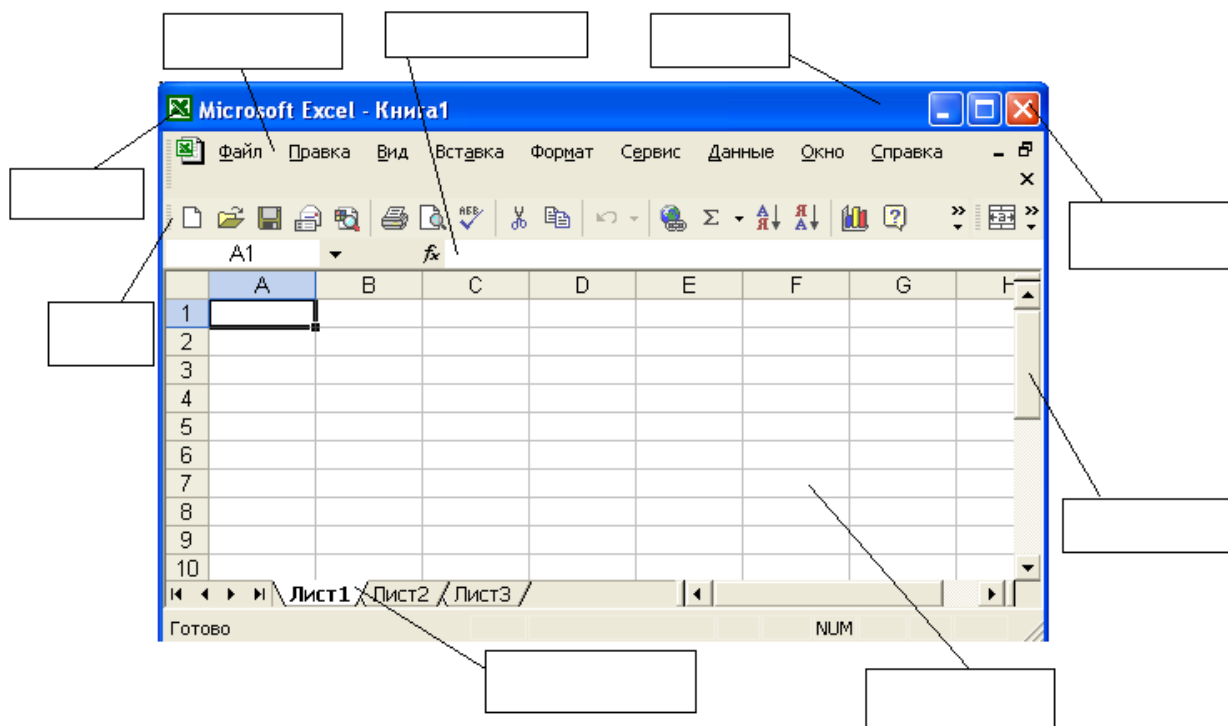 Microsoft Excel - Книга1
Файл Правка Вид Вставка Формат Сервис Данные Окно Справка
АБВ Σ А Я Я А ?
A1 fx
A B C D E F G H
1
2
3
4
5
6
7
8
9
10
Лист1 Лист2 Лист3
Готово NUM